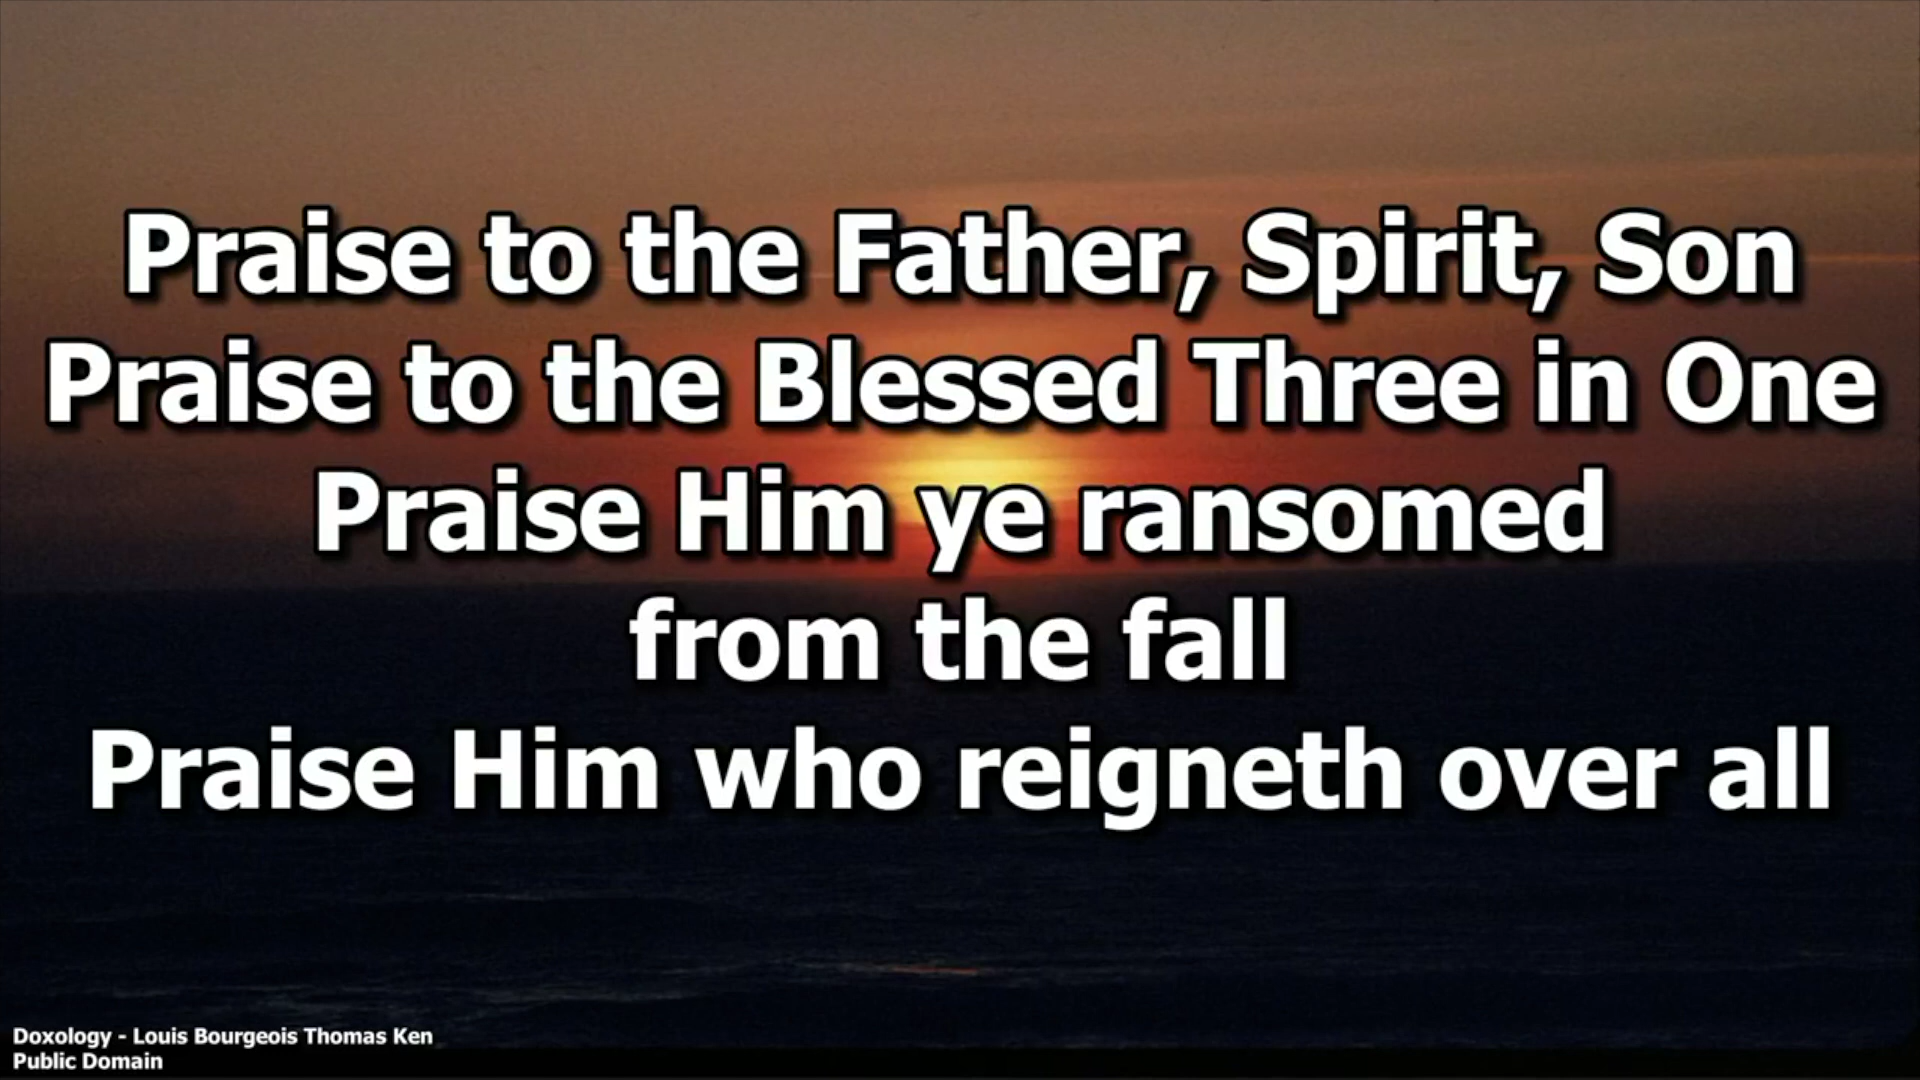 Praise to the Father, Spirit, Son
Praise to the Blessed Three in One
Praise Him ye ransomed
from the fall
Praise Him who reigneth over all
Doxology - Louis Bourgeois Thomas Ken
Public Domain